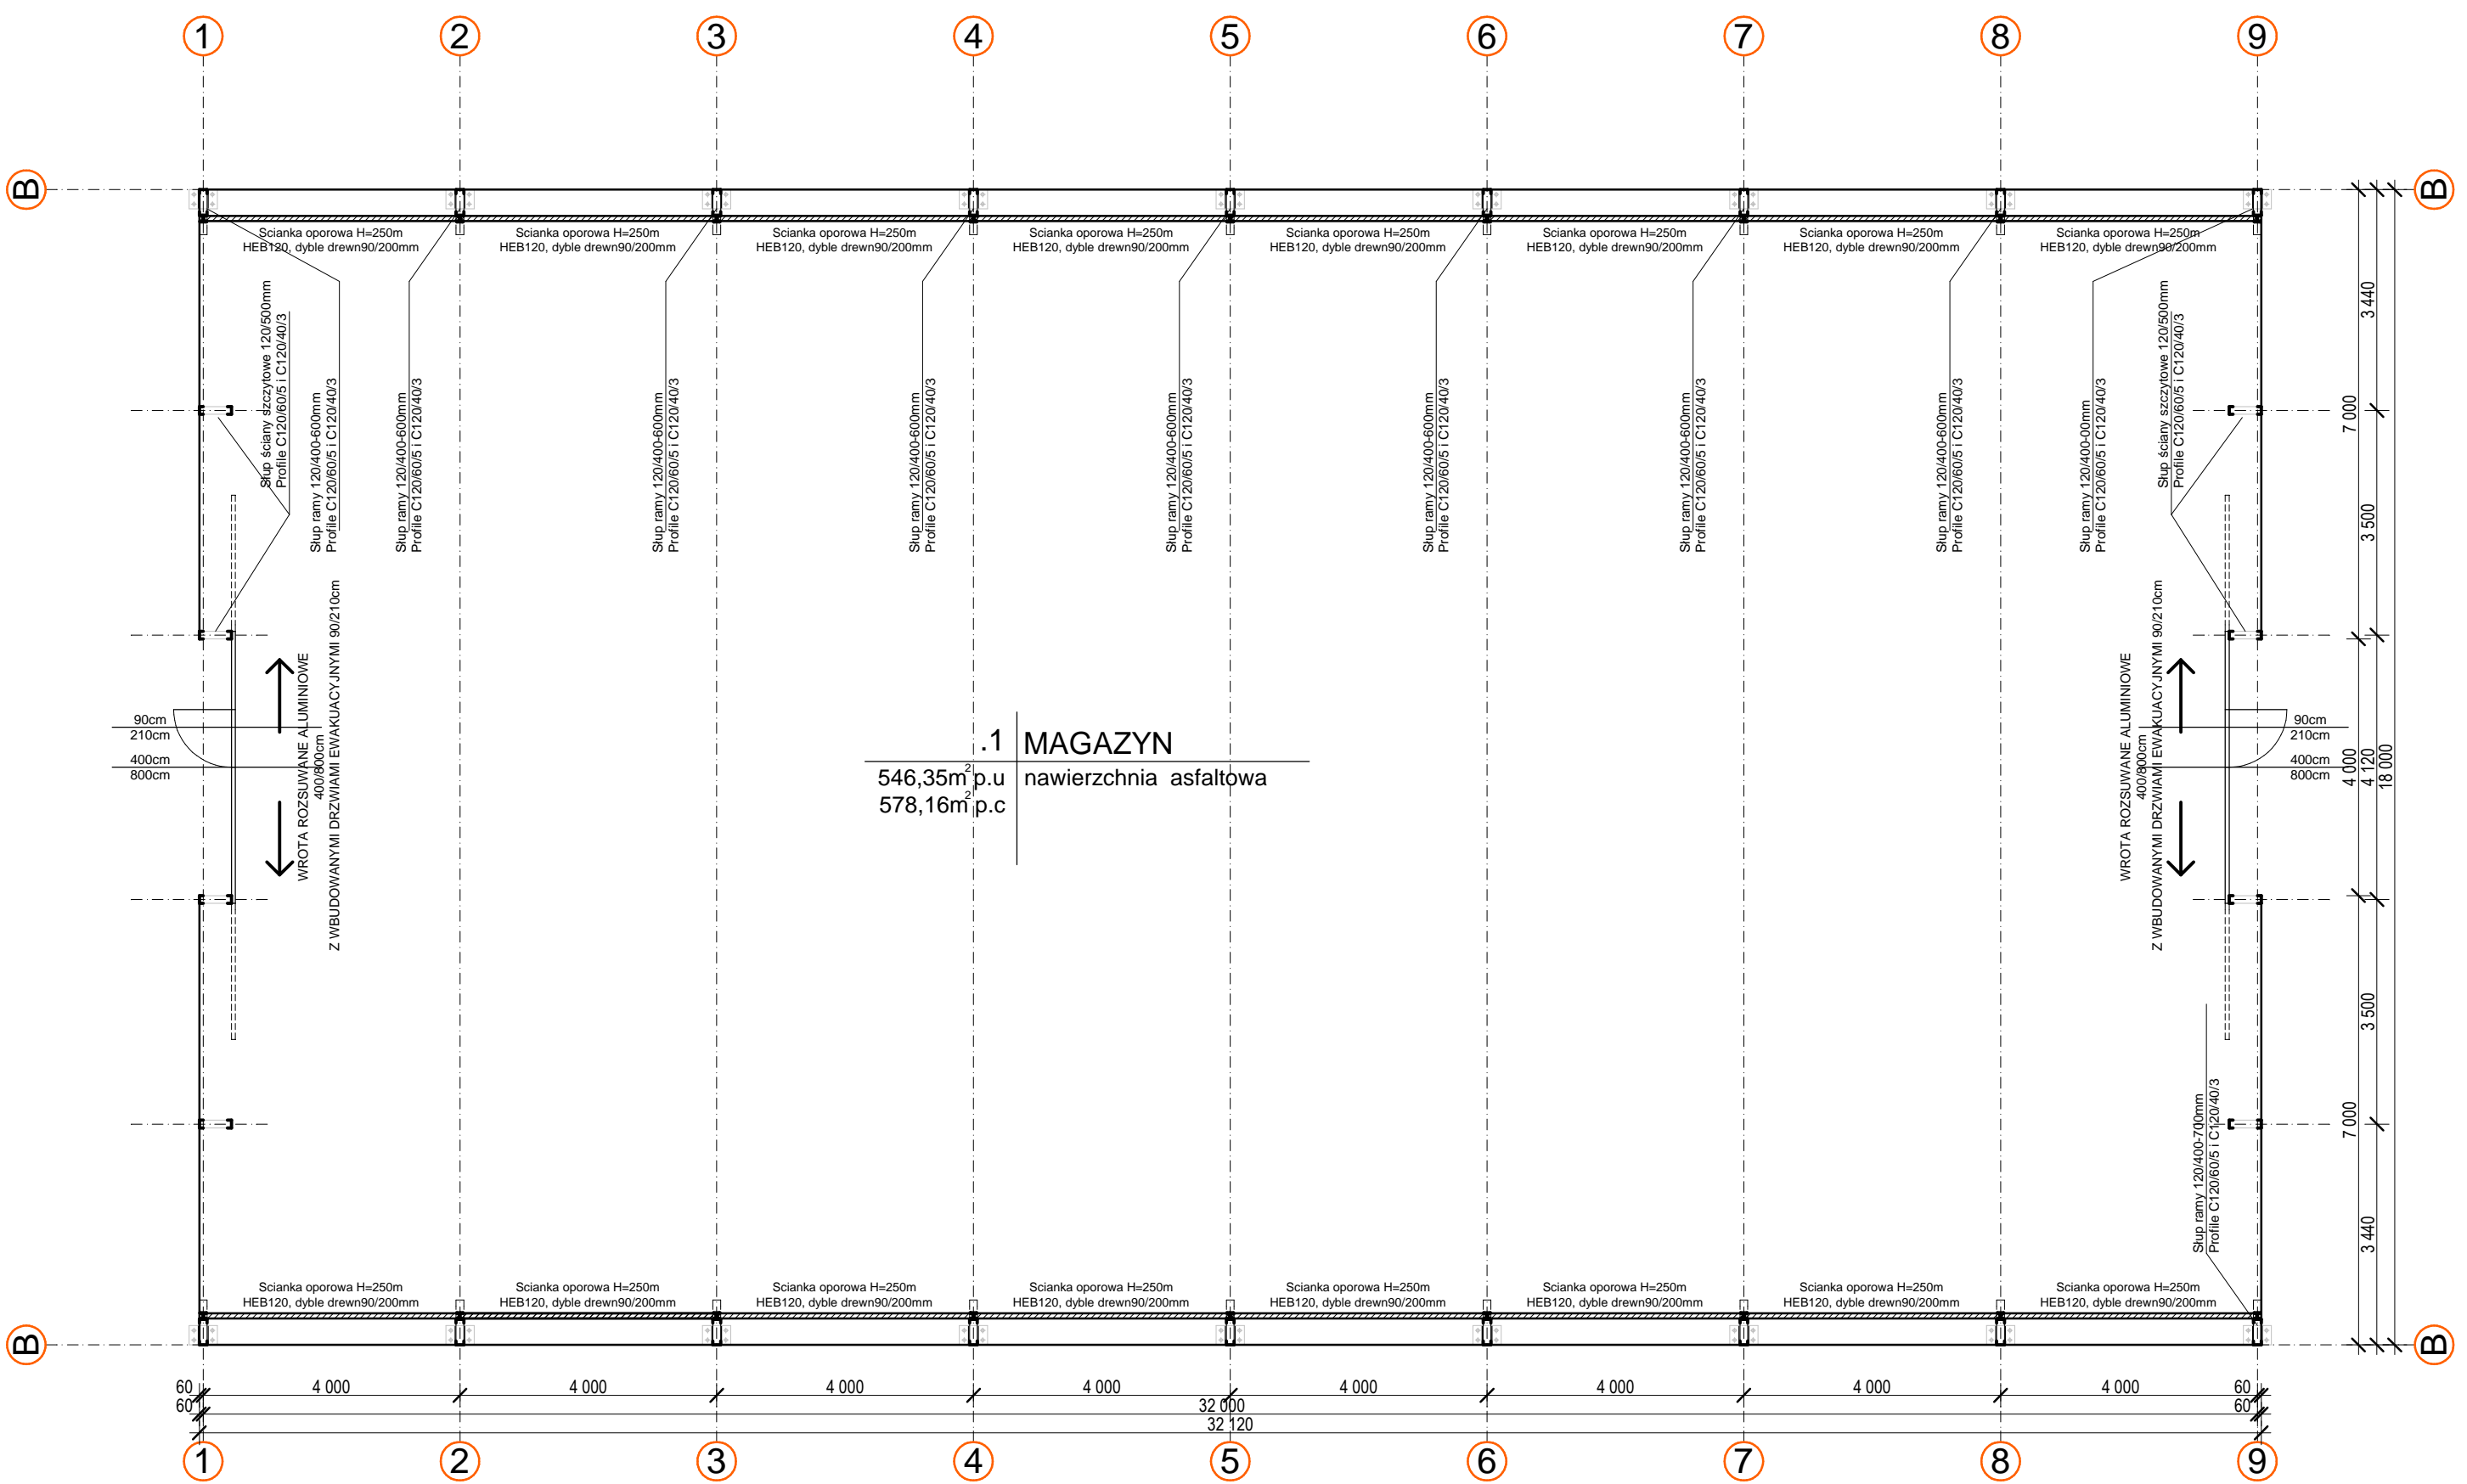 1 2 3 4 5 6 7 8 9
B B
Scianka oporowa H=250m
HEB120, dyble drewn90/200mm
Scianka oporowa H=250m
HEB120, dyble drewn90/200mm
Scianka oporowa H=250m
HEB120, dyble drewn90/200mm
Scianka oporowa H=250m
HEB120, dyble drewn90/200mm
Scianka oporowa H=250m
HEB120, dyble drewn90/200mm
Scianka oporowa H=250m
HEB120, dyble drewn90/200mm
Scianka oporowa H=250m
HEB120, dyble drewn90/200mm
Scianka oporowa H=250m
HEB120, dyble drewn90/200mm
Słup ściany szczytowe 120/500mm
Profile C120/60/5 i C120/40/3
Słup ramy 120/400-600mm
Profile C120/60/5 i C120/40/3
Słup ramy 120/400-600mm
Profile C120/60/5 i C120/40/3
Słup ramy 120/400-600mm
Profile C120/60/5 i C120/40/3
Słup ramy 120/400-600mm
Profile C120/60/5 i C120/40/3
Słup ramy 120/400-600mm
Profile C120/60/5 i C120/40/3
Słup ramy 120/400-600mm
Profile C120/60/5 i C120/40/3
Słup ramy 120/400-600mm
Profile C120/60/5 i C120/40/3
Słup ramy 120/400-600mm
Profile C120/60/5 i C120/40/3
Słup ramy 120/400-00mm
Profile C120/60/5 i C120/40/3
Słup ściany szczytowe 120/500mm
Profile C120/60/5 i C120/40/3
3 440
7 000
3 500
4 000
4 120
18 000
3 500
7 000
3 440
90cm
210cm
400cm
800cm
WROTA ROZSUWANE ALUMINIOWE
400/800cm
Z WBUDOWANYMI DRZWIAMI EWAKUACYJNYMI 90/210cm
.1 MAGAZYN
546,35m2 p.u nawierzchnia asfaltowa
578,16m2 p.c
WROTA ROZSUWANE ALUMINIOWE
400/800cm
Z WBUDOWANYMI DRZWIAMI EWAKUACYJNYMI 90/210cm
90cm
210cm
400cm
800cm
Słup ramy 120/400-700mm
Profile C120/60/5 i C120/40/3
Scianka oporowa H=250m
HEB120, dyble drewn90/200mm
Scianka oporowa H=250m
HEB120, dyble drewn90/200mm
Scianka oporowa H=250m
HEB120, dyble drewn90/200mm
Scianka oporowa H=250m
HEB120, dyble drewn90/200mm
Scianka oporowa H=250m
HEB120, dyble drewn90/200mm
Scianka oporowa H=250m
HEB120, dyble drewn90/200mm
Scianka oporowa H=250m
HEB120, dyble drewn90/200mm
Scianka oporowa H=250m
HEB120, dyble drewn90/200mm
B B
60 4 000 4 000 4 000 4 000 4 000 4 000 4 000 4 000 60
60 32 000 60
32 120
1 2 3 4 5 6 7 8 9